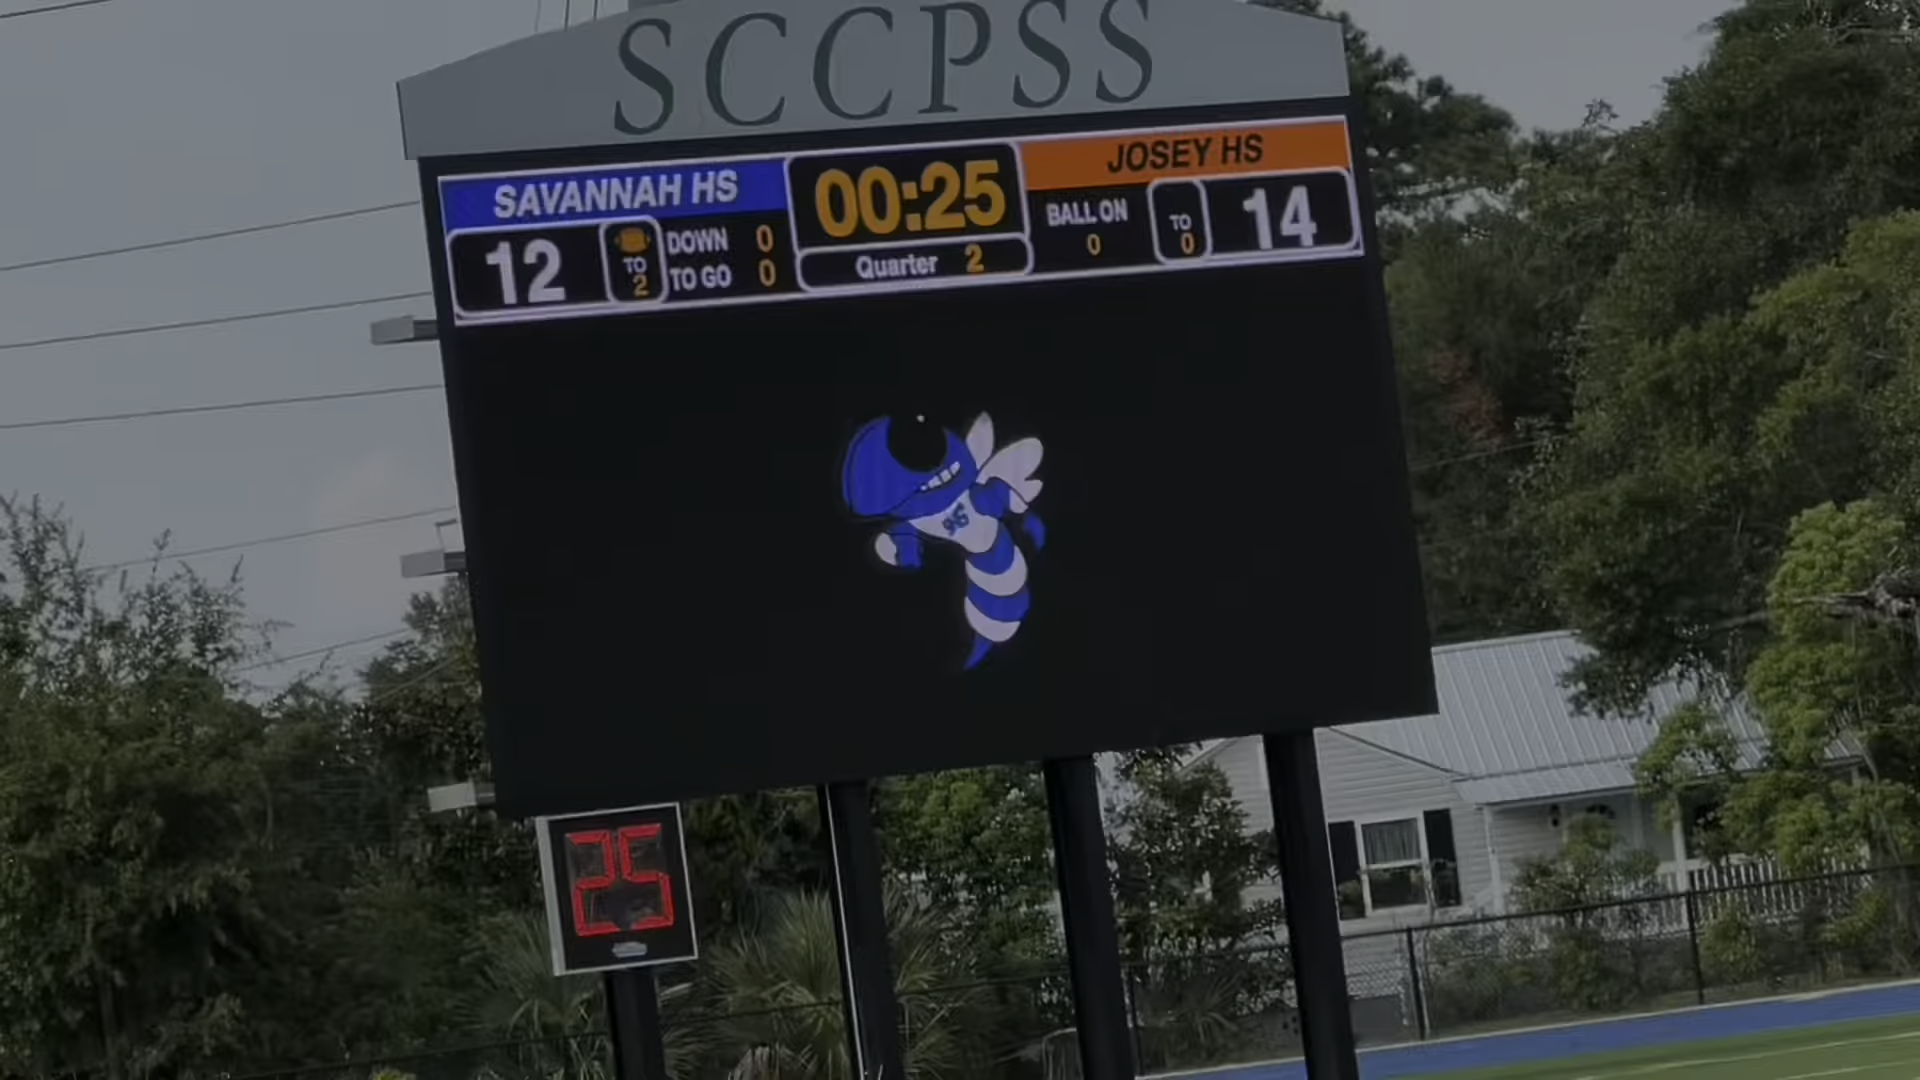 SCCPSS
SAVANNAH HS
00:25
JOSEY HS
12
TO
2
DOWN 0
TO GO 0
Quarter 2
BALL ON
0
TO
0
14
96
25